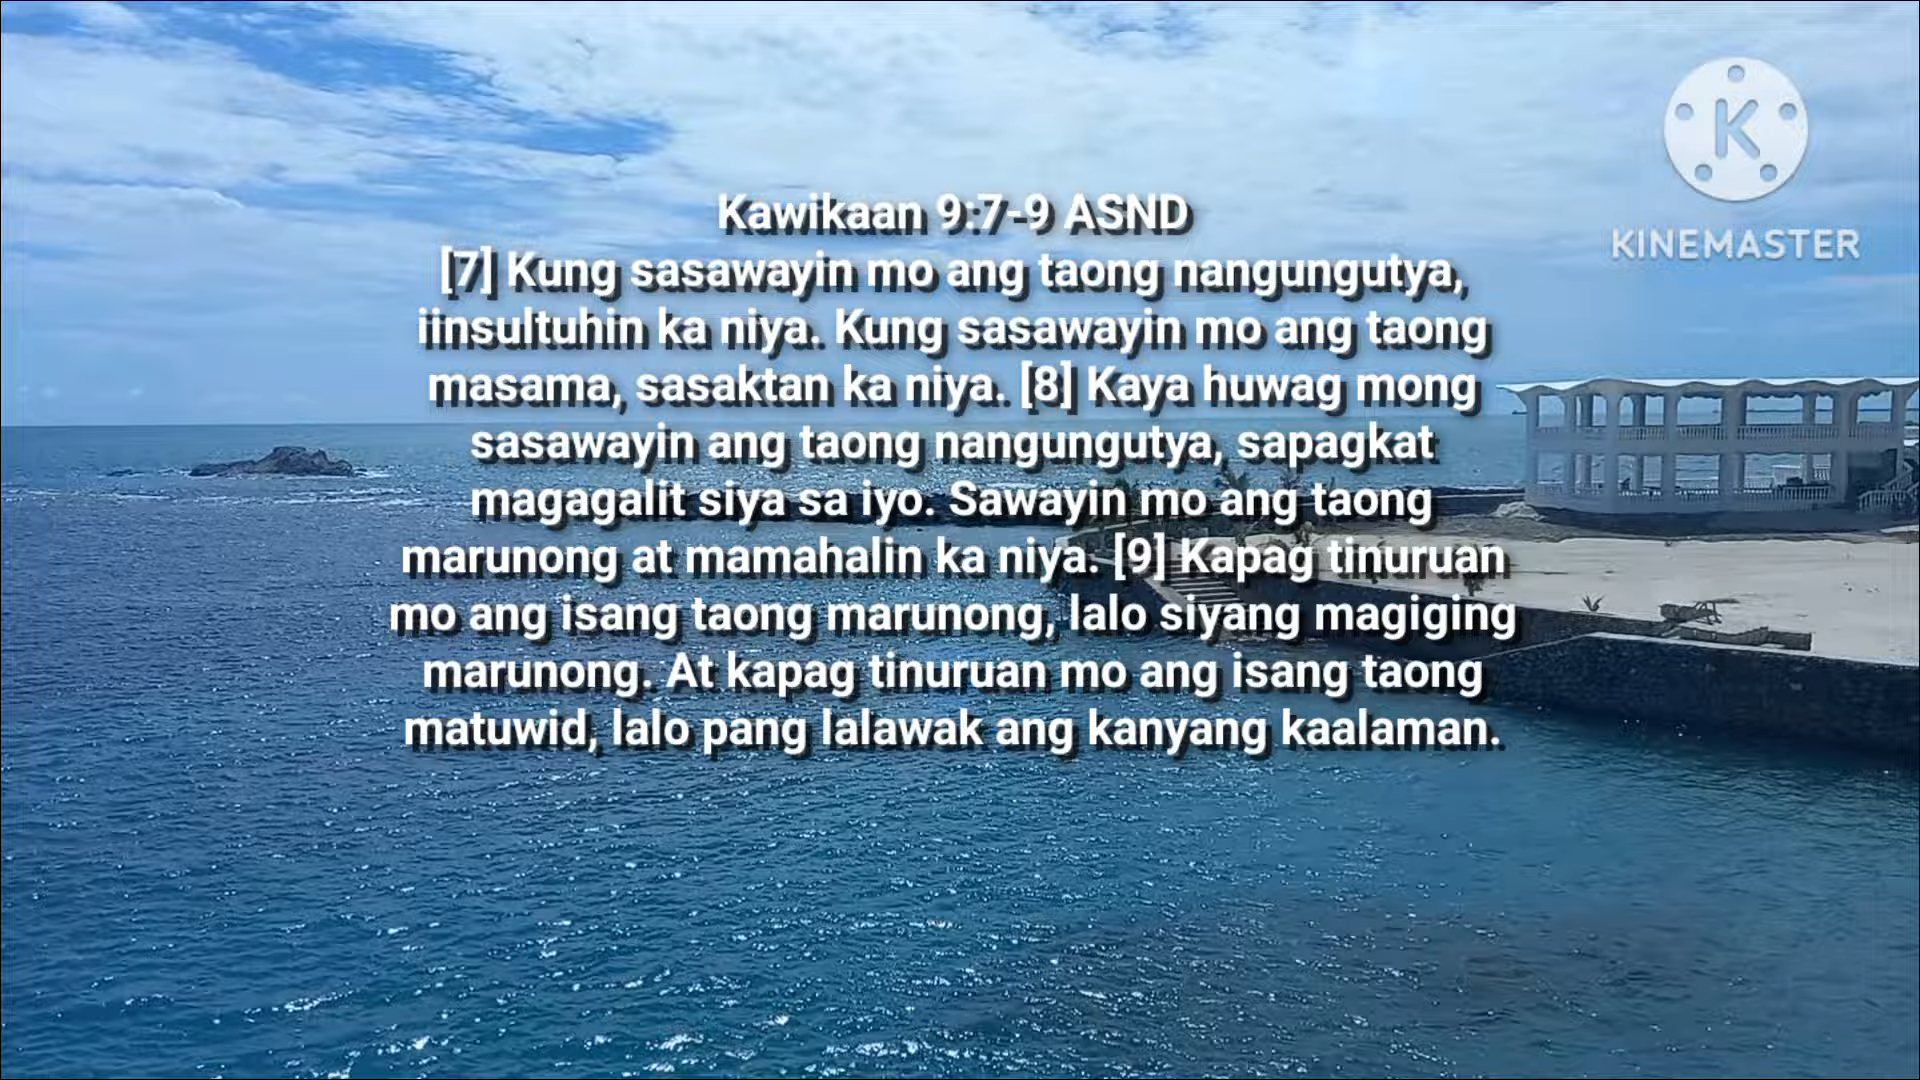 Kawikaan 9:7-9 ASND
[7] Kung sasawayin mo ang taong nangungutya,
iinsultuhin ka niya. Kung sasawayin mo ang taong
masama, sasaktan ka niya. [8] Kaya huwag mong
sasawayin ang taong nangungutya, sapagkat
magagalit siya sa iyo. Sawayin mo ang taong
marunong at mamahalin ka niya. [9] Kapag tinuruan
mo ang isang taong marunong, lalo siyang magiging
marunong. At kapag tinuruan mo ang isang taong
matuwid, lalo pang lalawak ang kanyang kaalaman.
K
KINEMASTER